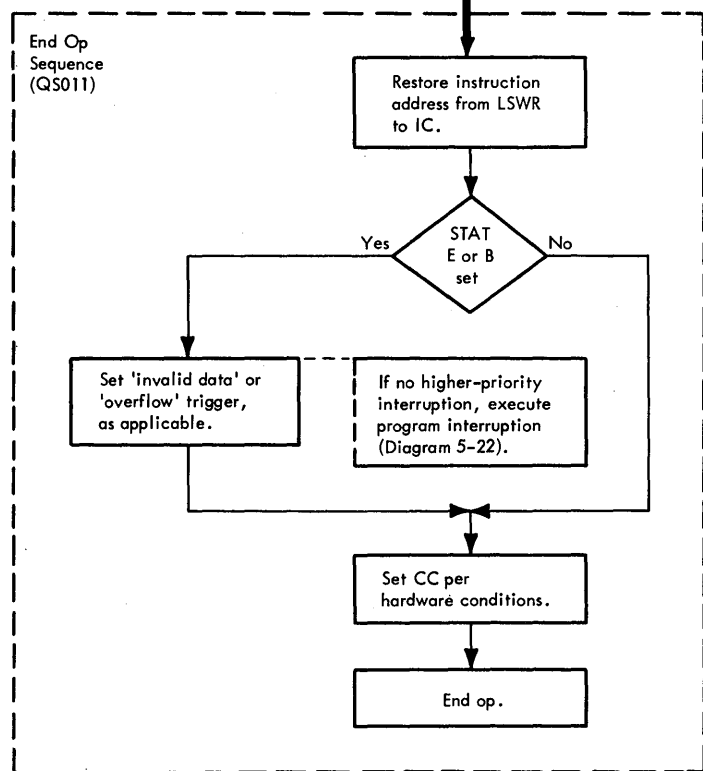 End Op
Sequence
(QS011)
Restore instruction
address from LSWR
to IC.
Yes
STAT
E or B
set
No
Set 'invalid data' or
'overflow' trigger,
as applicable.
If no higher-priority
interruption, execute
program interruption
(Diagram 5-22).
Set CC per
hardware conditions.
End op.